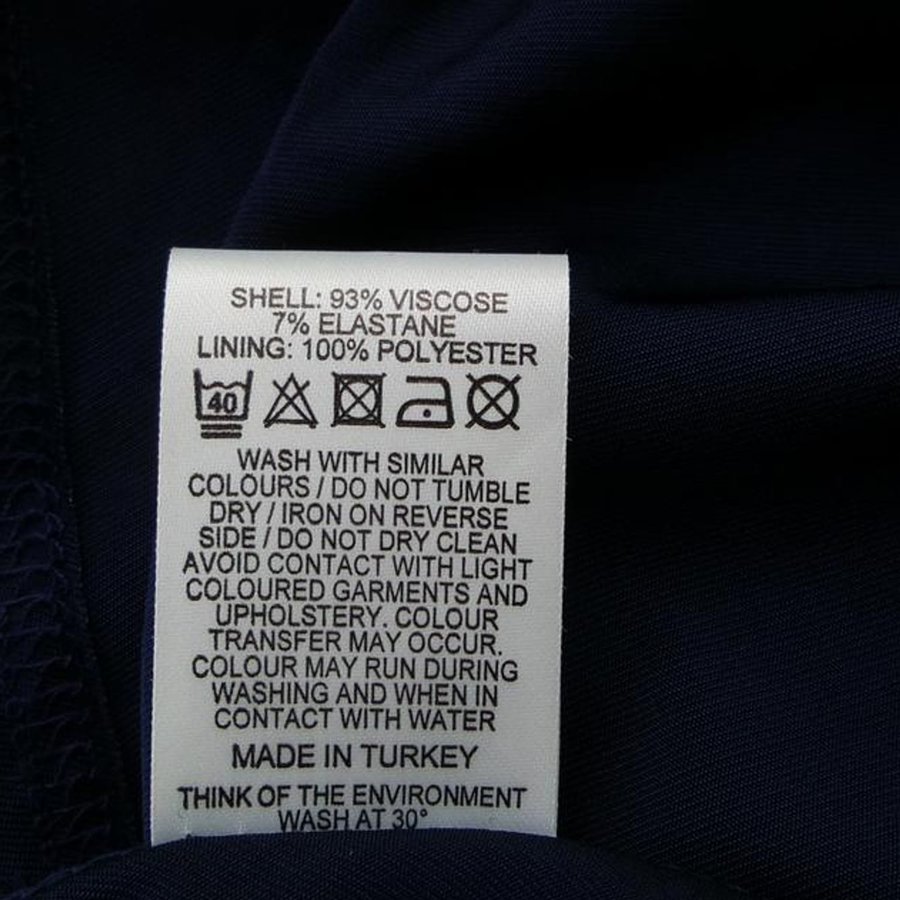 SHELL: 93% VISCOSE
7% ELASTANE
LINING: 100% POLYESTER
40
WASH WITH SIMILAR
COLOURS / DO NOT TUMBLE
DRY / IRON ON REVERSE
SIDE / DO NOT DRY CLEAN
AVOID CONTACT WITH LIGHT
COLOURED GARMENTS AND
UPHOLSTERY. COLOUR
TRANSFER MAY OCCUR.
COLOUR MAY RUN DURING
WASHING AND WHEN IN
CONTACT WITH WATER
MADE IN TURKEY
THINK OF THE ENVIRONMENT
WASH AT 30°